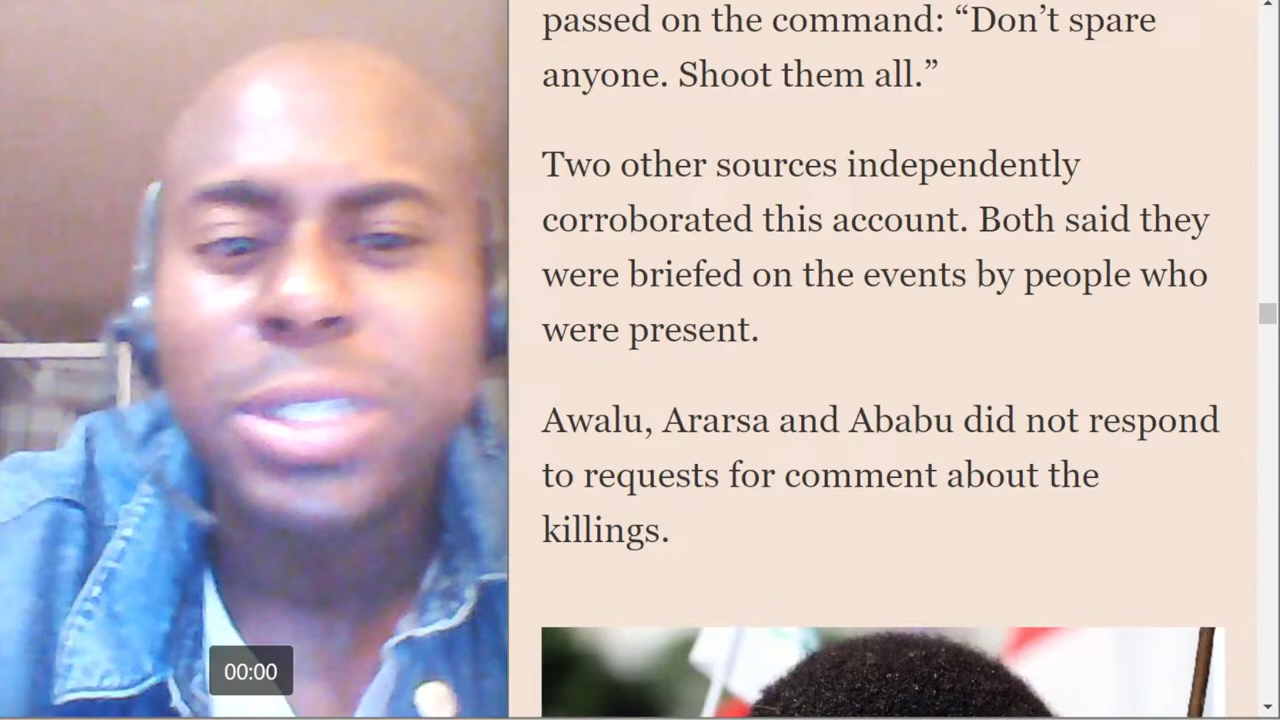 passed on the command: “Don’t spare
anyone. Shoot them all.”
Two other sources independently
corroborated this account. Both said they
were briefed on the events by people who
were present.
Awalu, Ararsa and Ababu did not respond
to requests for comment about the
killings.
00:00